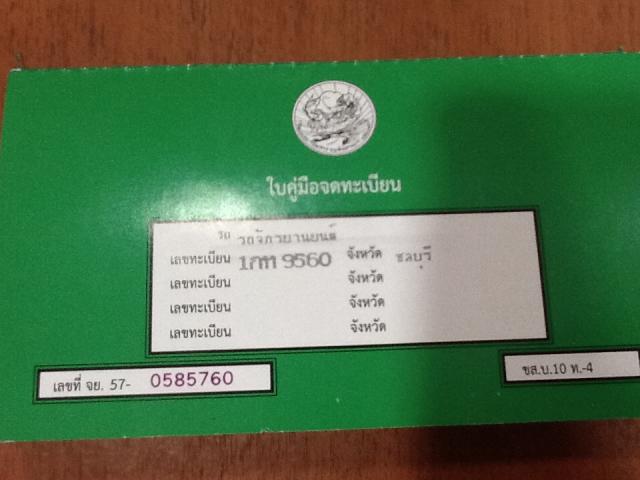 ใบคู่มือจดทะเบียน
รถ รถจักรยานยนต์
เลขทะเบียน 1กท 9560 จังหวัด ชลบุรี
เลขทะเบียน จังหวัด
เลขทะเบียน จังหวัด
เลขทะเบียน จังหวัด
เลขที่ จย. 57- 0585760
ขส.บ.10 ท.-4